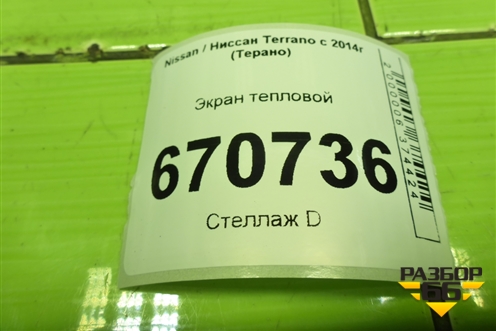 Nissan / Ниссан Terrano с 2014г
(Терано)
Экран тепловой
670736
Стеллаж D
2000006374424
РАЗБОР
66